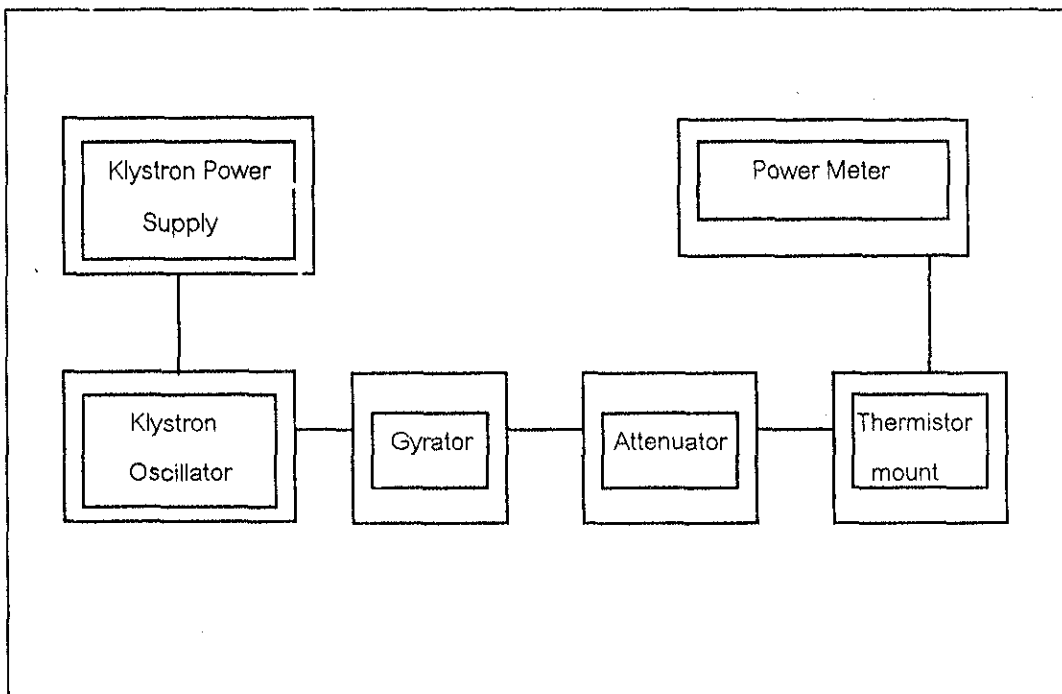 Klystron Power
Supply
Power Meter
Klystron
Oscillator
Gyrator
Attenuator
Thermistor
mount